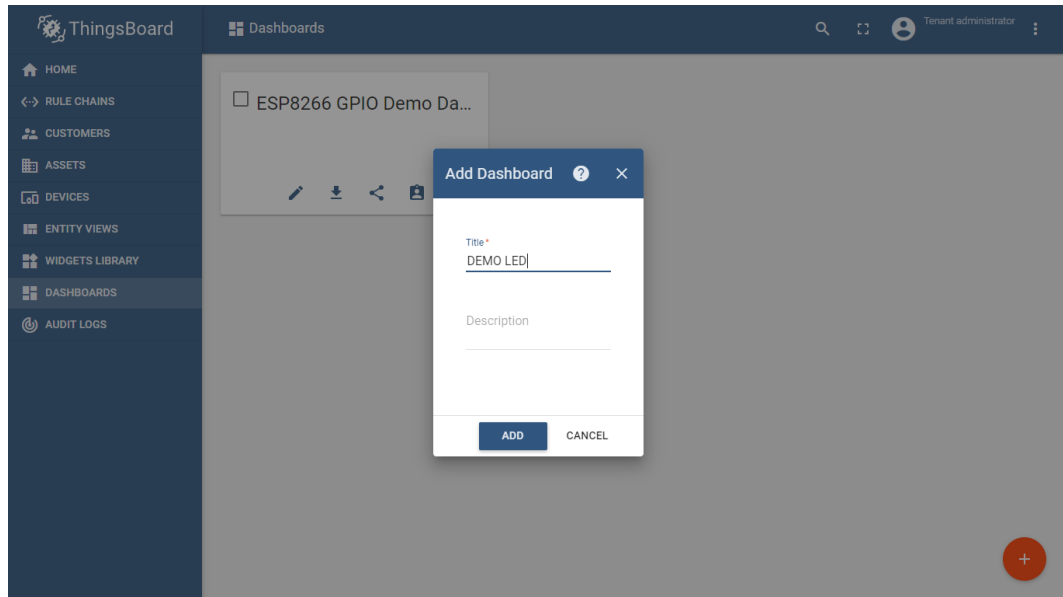 ThingsBoard
Dashboards
Tenant administrator
HOME
RULE CHAINS
CUSTOMERS
ASSETS
DEVICES
ENTITY VIEWS
WIDGETS LIBRARY
DASHBOARDS
AUDIT LOGS
ESP8266 GPIO Demo Da...
Add Dashboard
Title *
DEMO LED
Description
ADD CANCEL